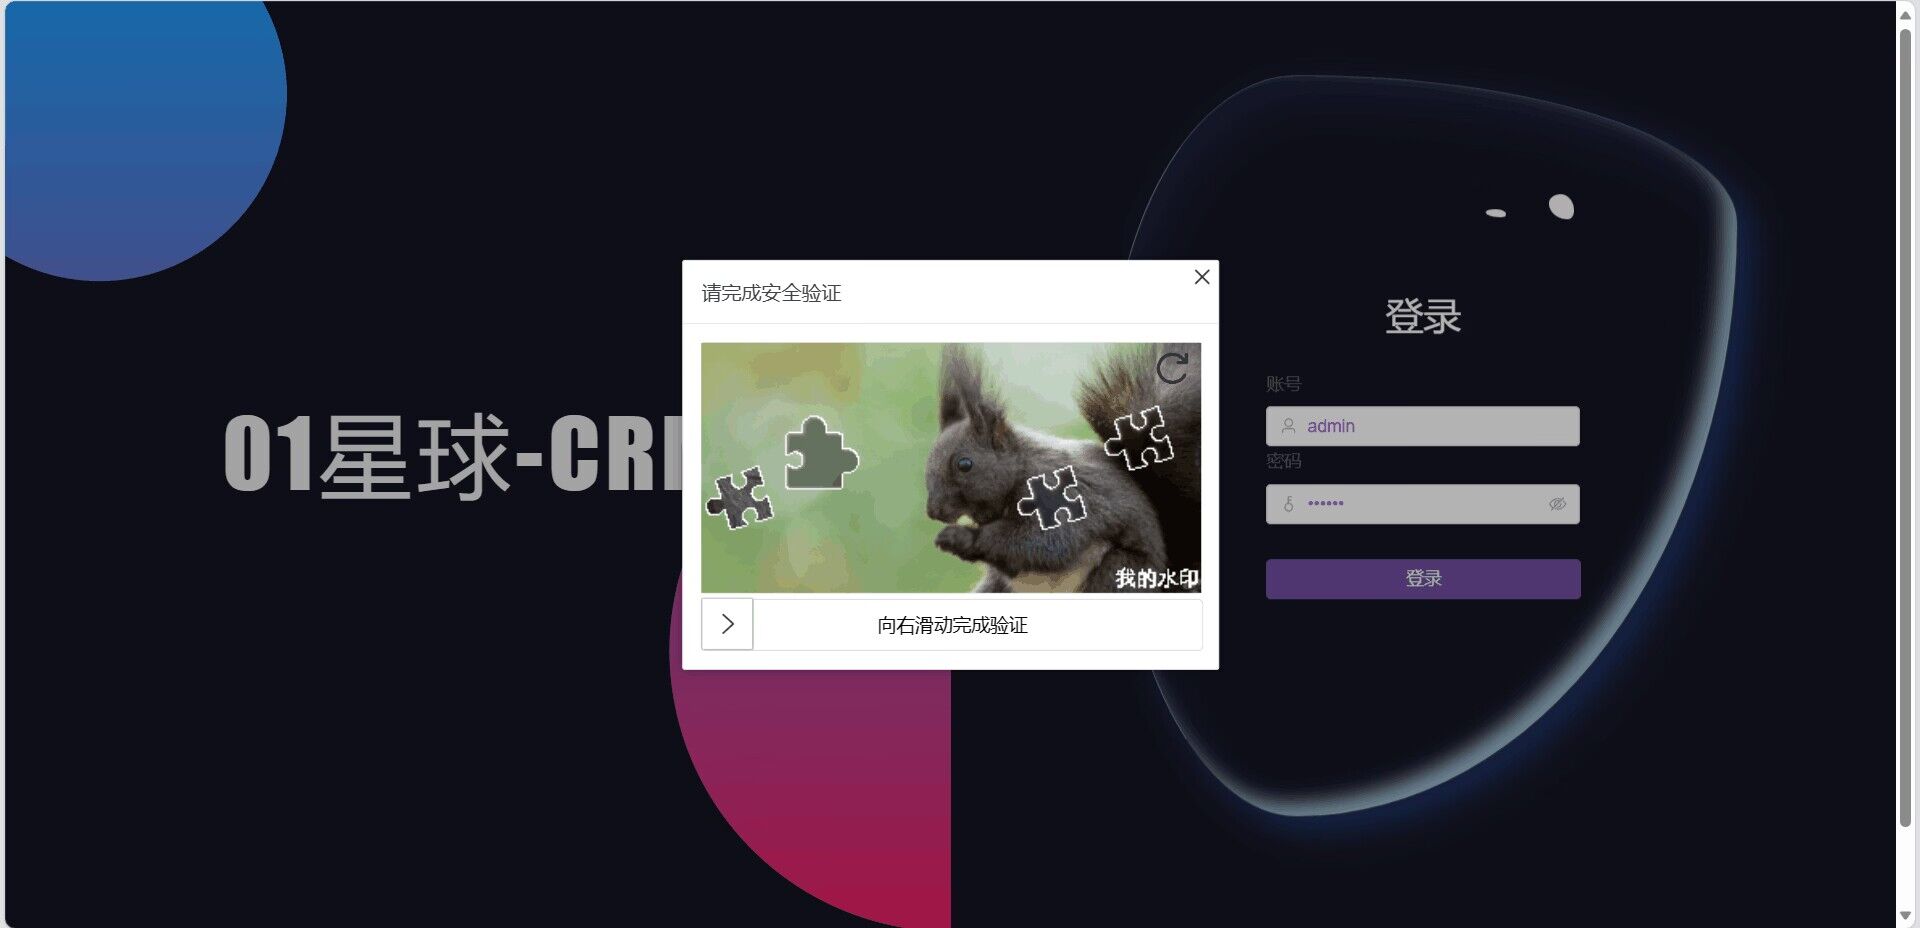 01星球-CR
请完成安全验证
我的水印
向右滑动完成验证
登录
账号
admin
密码
••••••
登录